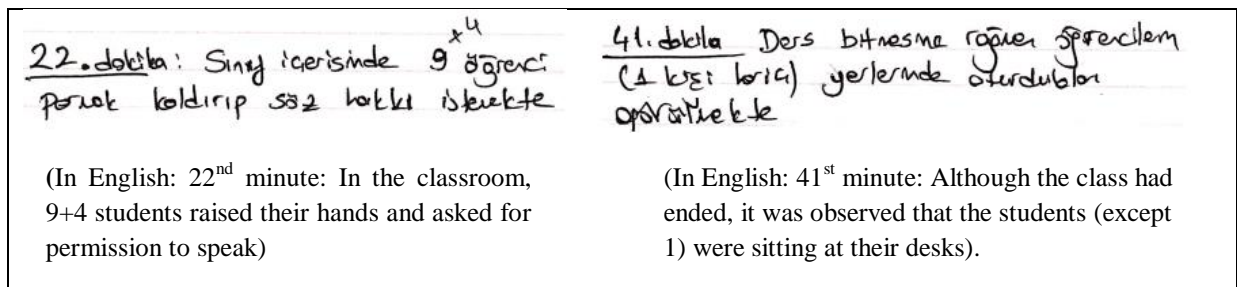 22.dakika: Sınıf içerisinde 9+4 öğrenci
parmak kaldırıp söz hakkı istemekte
(In English: 22nd minute: In the classroom,
9+4 students raised their hands and asked for
permission to speak)
41.dakika Ders bitmesine rağmen öğrencilerin
(1 kişi hariç) yerlerinde oturdukları
görülmekte
(In English: 41st minute: Although the class had
ended, it was observed that the students (except
1) were sitting at their desks).